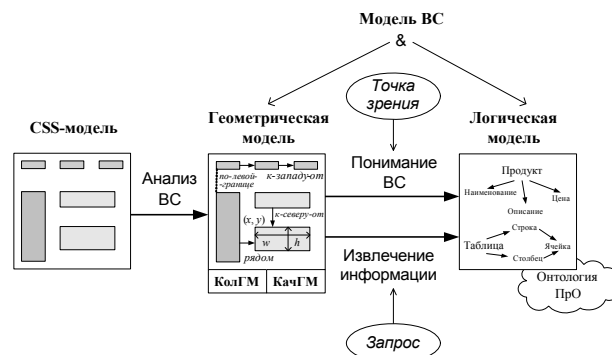 Модель ВС
&
Точка
зрения
CSS-модель
Геометрическая
модель
Логическая
модель
Анализ
ВС
по-левой-
-границе
к-западу-от
к-северу-от
(x, y)
w
h
рядом
КолГМ
КачГМ
Понимание
ВС
Извлечение
информации
Продукт
Наименование
Цена
Описание
Строка
Таблица
Ячейка
Столбец
Онтология
ПрО
Запрос